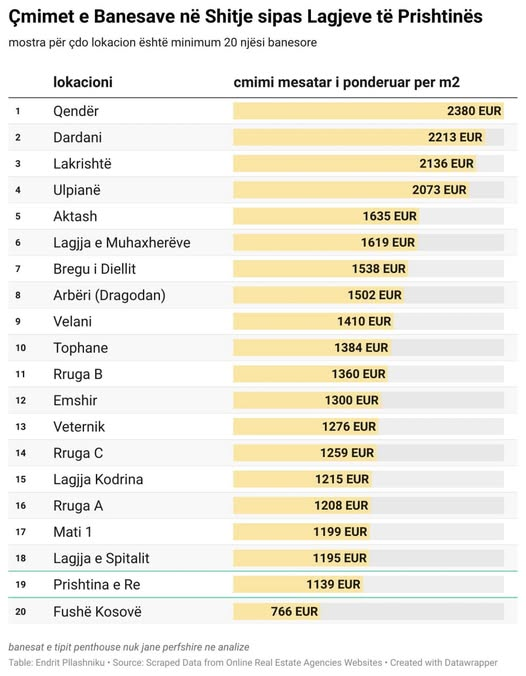 Çmimet e Banesave në Shitje sipas Lagjeve të Prishtinës
mostra për çdo lokacion është minimum 20 njësi banesore
lokacioni cmimi mesatar i ponderuar per m2
1 Qendër 2380 EUR
2 Dardani 2213 EUR
3 Lakrishtë 2136 EUR
4 Ulpianë 2073 EUR
5 Aktash 1635 EUR
6 Lagjja e Muhaxherëve 1619 EUR
7 Bregu i Diellit 1538 EUR
8 Arbëri (Dragodan) 1502 EUR
9 Velani 1410 EUR
10 Tophane 1384 EUR
11 Rruga B 1360 EUR
12 Emshir 1300 EUR
13 Veternik 1276 EUR
14 Rruga C 1259 EUR
15 Lagjja Kodrina 1215 EUR
16 Rruga A 1208 EUR
17 Mati 1 1199 EUR
18 Lagjja e Spitalit 1195 EUR
19 Prishtina e Re 1139 EUR
20 Fushë Kosovë 766 EUR
banesat e tipit penthouse nuk jane perfshire ne analize
Table: Endrit Pllashniku • Source: Scraped Data from Online Real Estate Agencies Websites • Created with Datawrapper